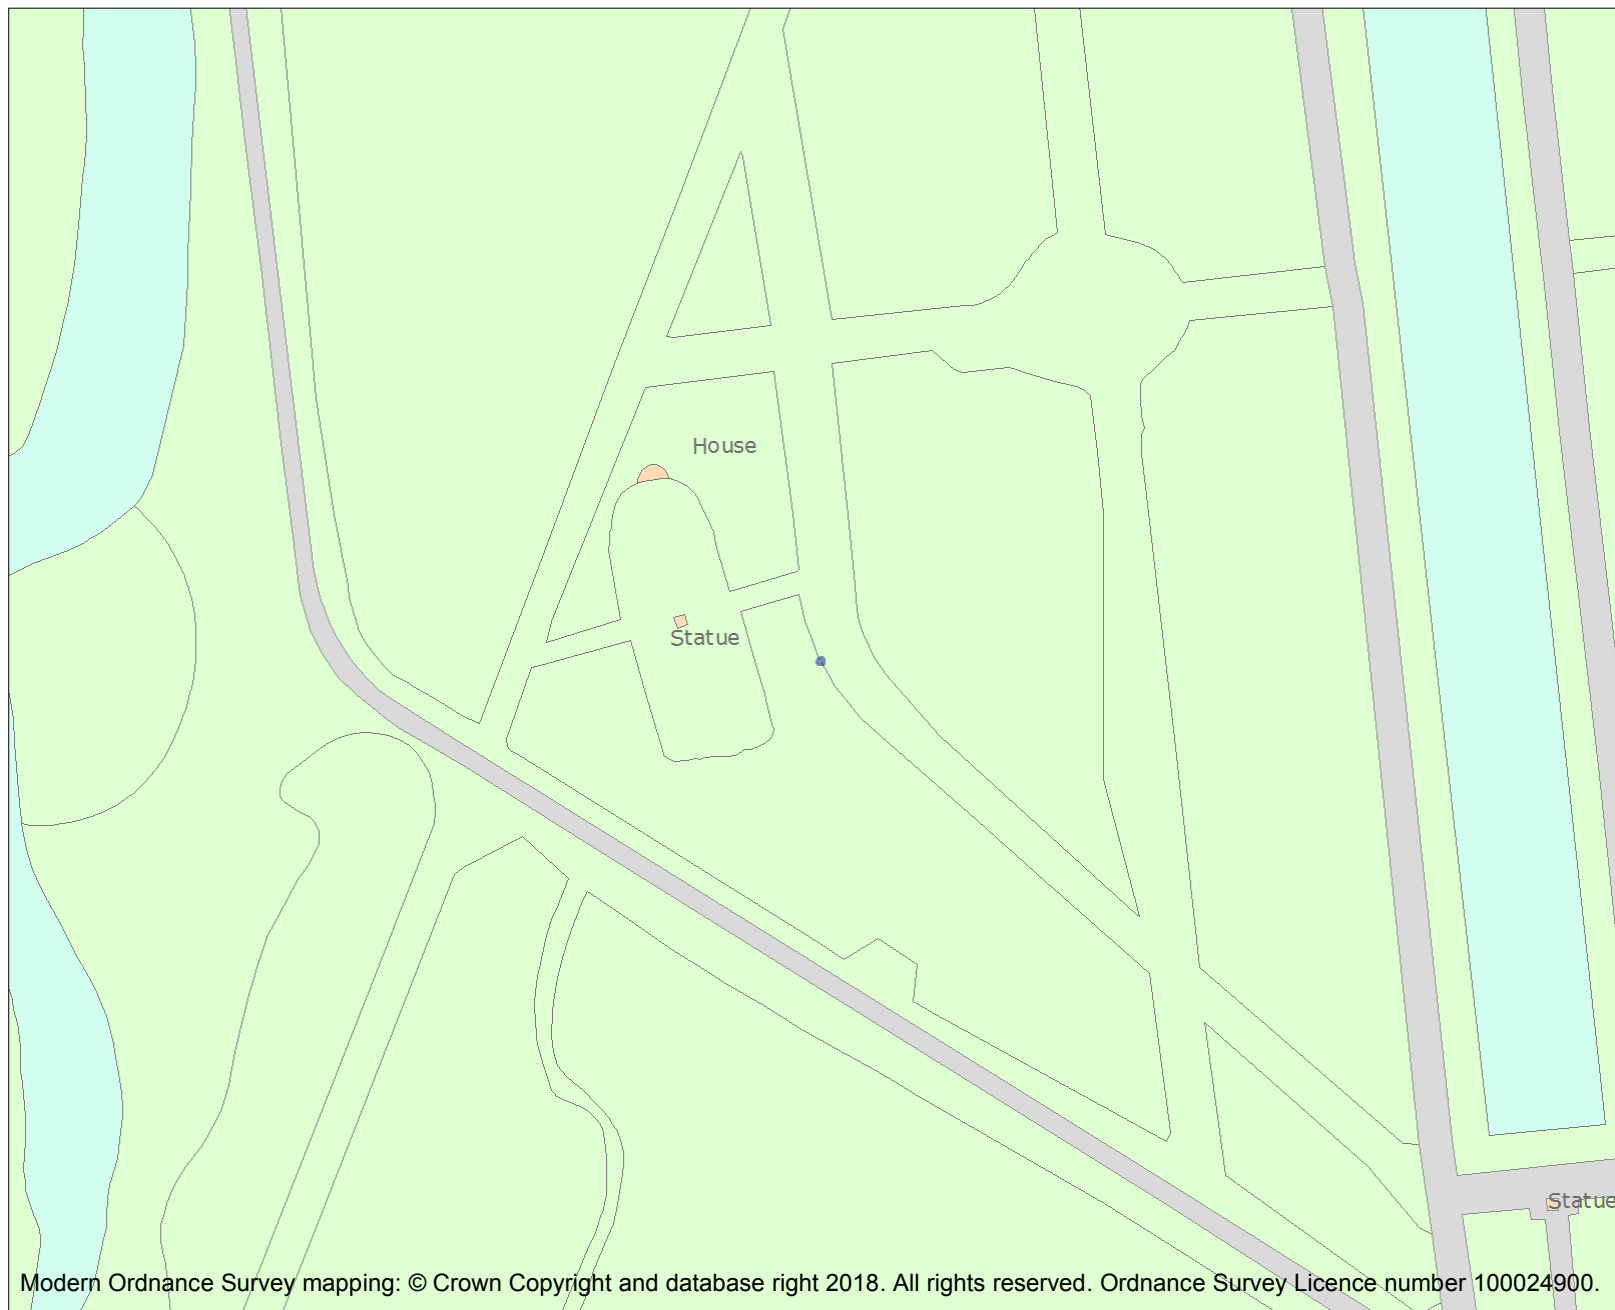 House
Statue
Statue
Modern Ordnance Survey mapping: © Crown Copyright and database right 2018. All rights reserved. Ordnance Survey Licence number 100024900.